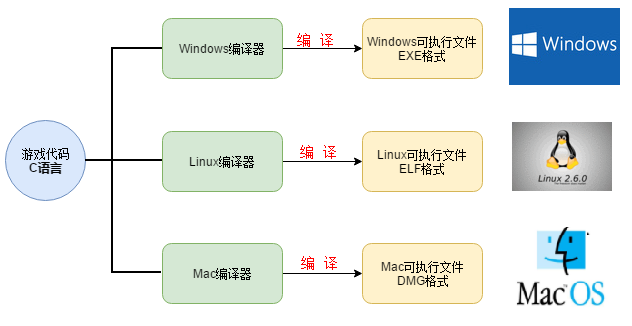 Windows编译器
编 译
Windows可执行文件
EXE格式
Windows
游戏代码
C语言
Linux编译器
编 译
Linux可执行文件
ELF格式
Linux 2.6.0
Mac编译器
编 译
Mac可执行文件
DMG格式
Mac™OS